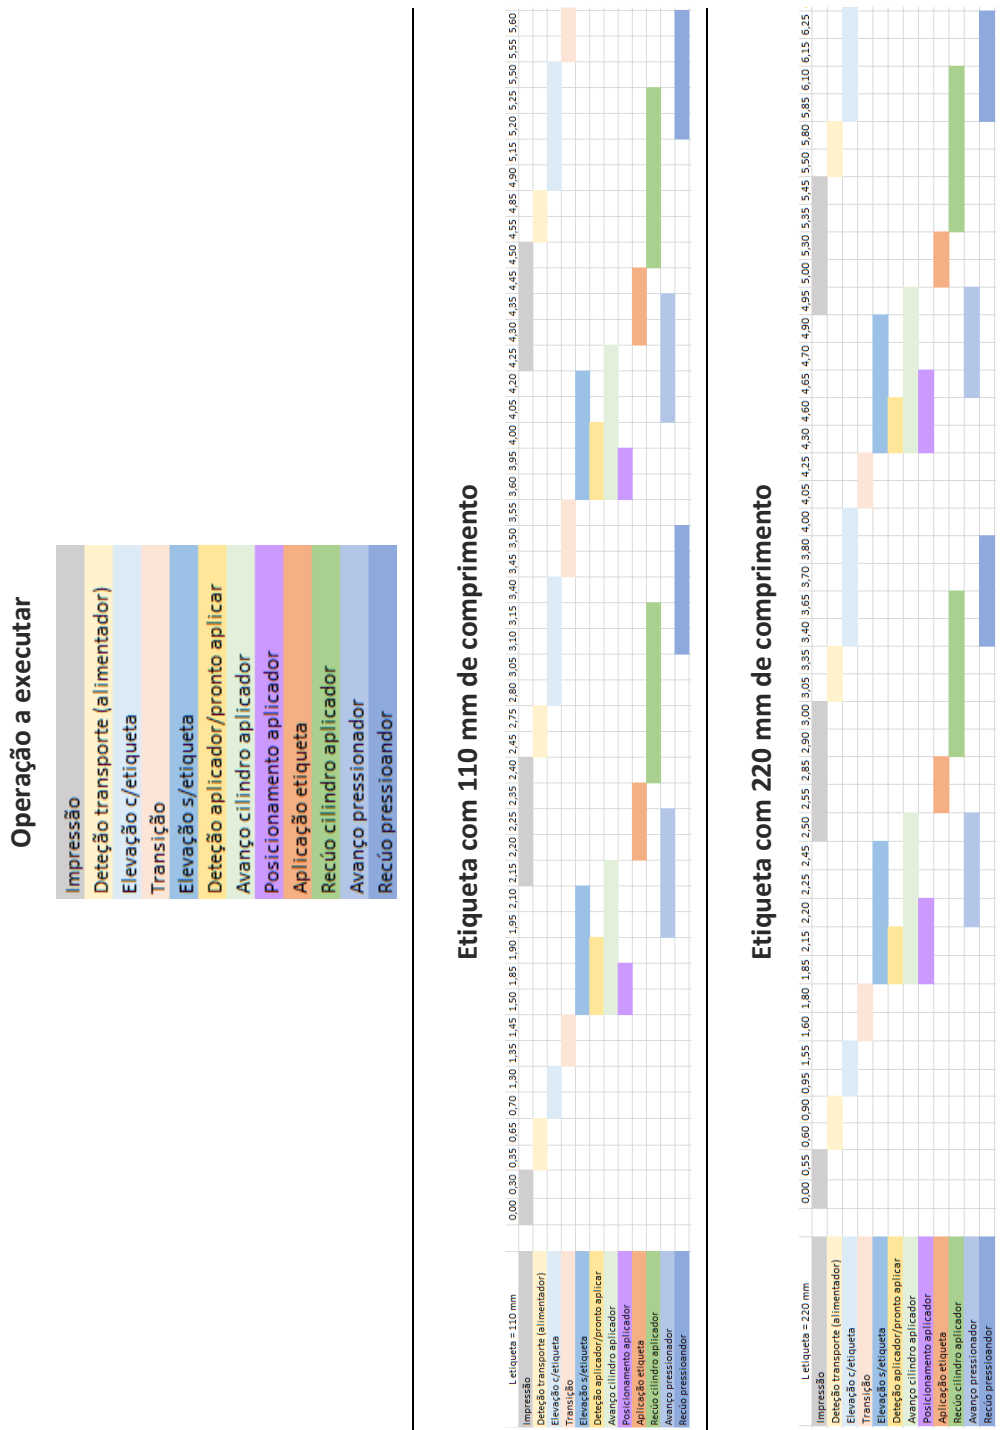 Operação a executar
Impressão
Deteção transporte (alimentador)
Elevação c/etiqueta
Transição
Elevação s/etiqueta
Deteção aplicador/pronto aplicar
Avanço cilindro aplicador
Posicionamento aplicador
Aplicação etiqueta
Recúo cilindro aplicador
Avanço pressionador
Recúo pressioandor
Etiqueta com 110 mm de comprimento
L etiqueta = 110 mm 0,00 0,30 0,35 0,65 0,70 1,30 1,35 1,45 1,50 1,85 1,90 1,95 2,10 2,15 2,20 2,25 2,35 2,40 2,45 2,75 2,80 3,05 3,10 3,15 3,40 3,45 3,50 3,55 3,60 3,95 4,00 4,05 4,20 4,25 4,30 4,35 4,45 4,50 4,55 4,85 4,90 5,15 5,20 5,25 5,50 5,55 5,60
Impressão
Deteção transporte (alimentador)
Elevação c/etiqueta
Transição
Elevação s/etiqueta
Deteção aplicador/pronto aplicar
Avanço cilindro aplicador
Posicionamento aplicador
Aplicação etiqueta
Recúo cilindro aplicador
Avanço pressionador
Recúo pressioandor
Etiqueta com 220 mm de comprimento
L etiqueta = 220 mm 0,00 0,55 0,60 0,90 0,95 1,55 1,60 1,80 1,85 2,15 2,20 2,25 2,45 2,50 2,55 2,85 2,90 3,00 3,05 3,35 3,40 3,65 3,70 3,80 4,00 4,05 4,25 4,30 4,60 4,65 4,70 4,90 4,95 5,00 5,30 5,35 5,45 5,50 5,80 5,85 6,10 6,15 6,25
Impressão
Deteção transporte (alimentador)
Elevação c/etiqueta
Transição
Elevação s/etiqueta
Deteção aplicador/pronto aplicar
Avanço cilindro aplicador
Posicionamento aplicador
Aplicação etiqueta
Recúo cilindro aplicador
Avanço pressionador
Recúo pressioandor